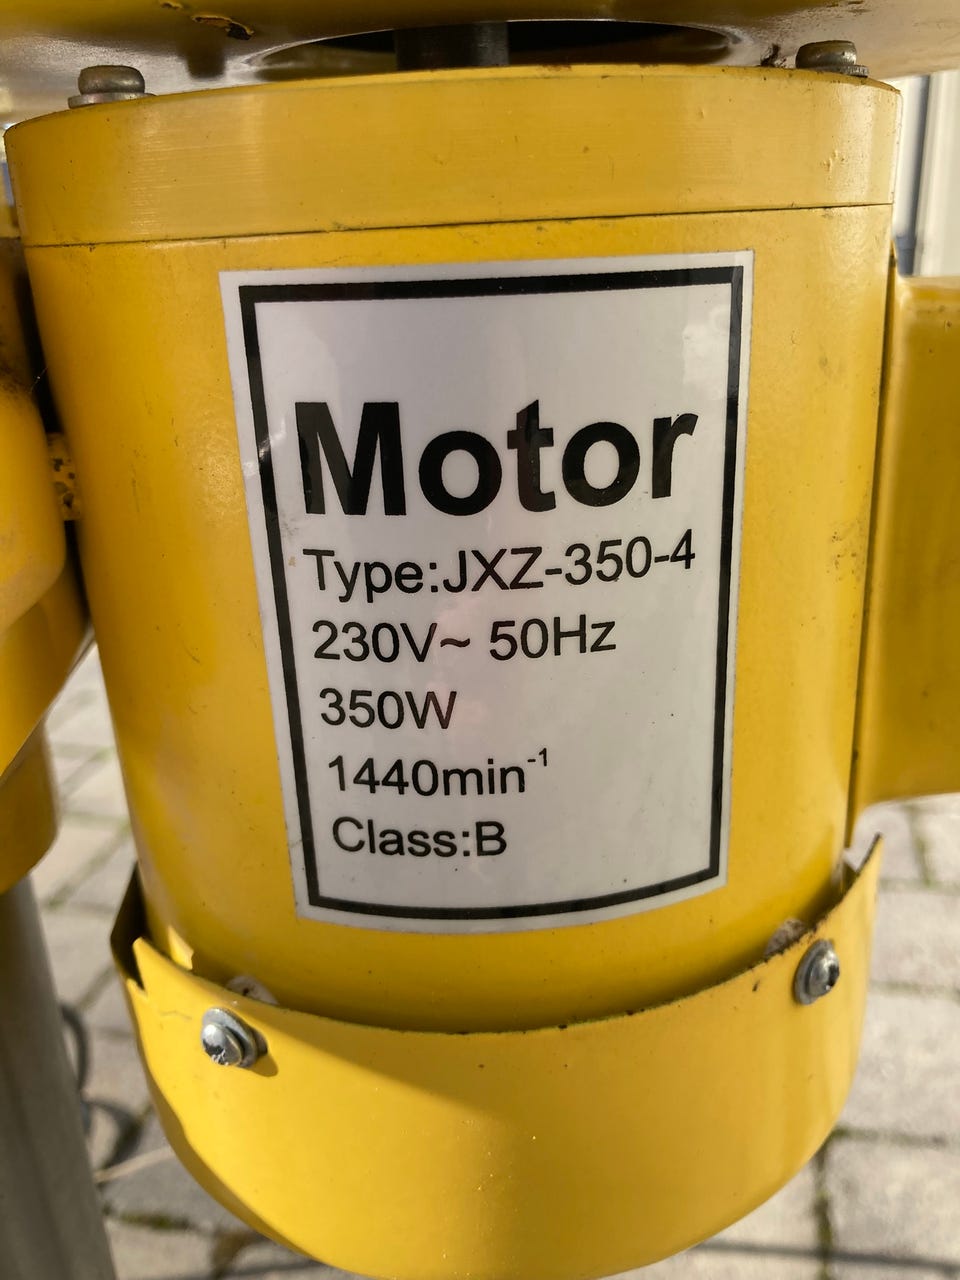 Motor
Type:JXZ-350-4
230V~ 50Hz
350W
1440min⁻¹
Class:B